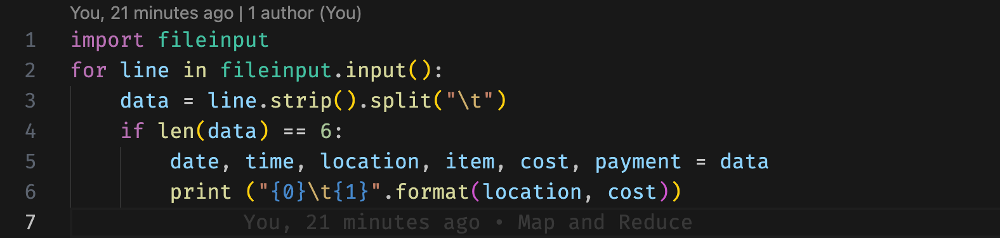 You, 21 minutes ago | 1 author (You)
1 import fileinput
2 for line in fileinput.input():
3     data = line.strip().split("\t")
4     if len(data) == 6:
5         date, time, location, item, cost, payment = data
6         print ("{0}\t{1}".format(location, cost))
7 You, 21 minutes ago • Map and Reduce